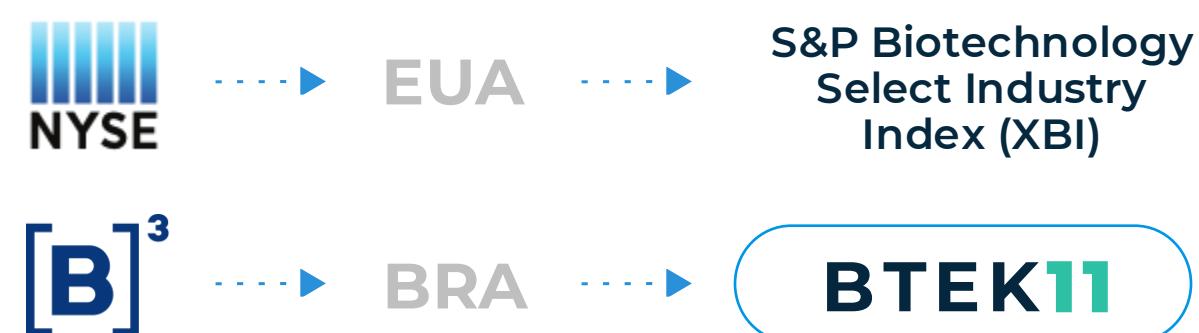 NYSE
EUA
S&P Biotechnology
Select Industry
Index (XBI)
[B]³
BRA
BTEK11